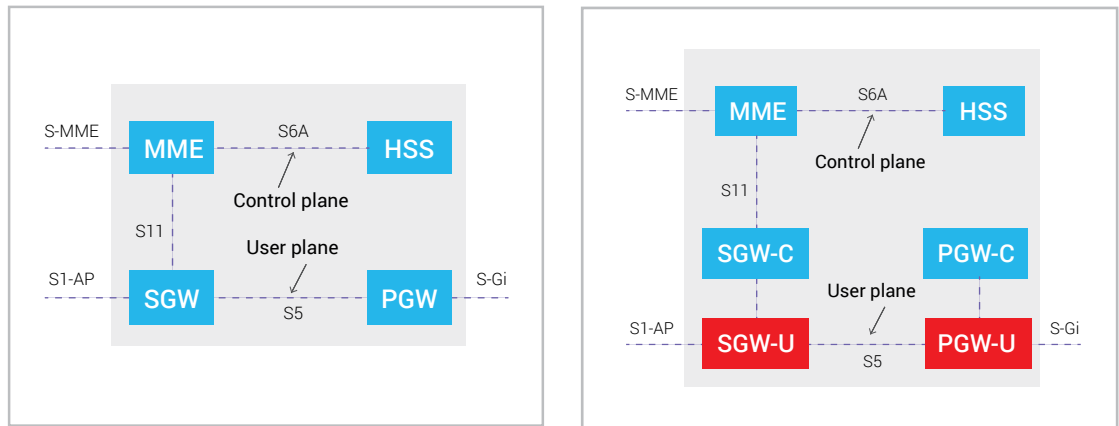 S-MME
MME
S6A
HSS
Control plane
S11
User plane
S1-AP
SGW
S5
PGW
S-Gi
S-MME
MME
S6A
HSS
Control plane
S11
SGW-C
PGW-C
User plane
S1-AP
SGW-U
S5
PGW-U
S-Gi